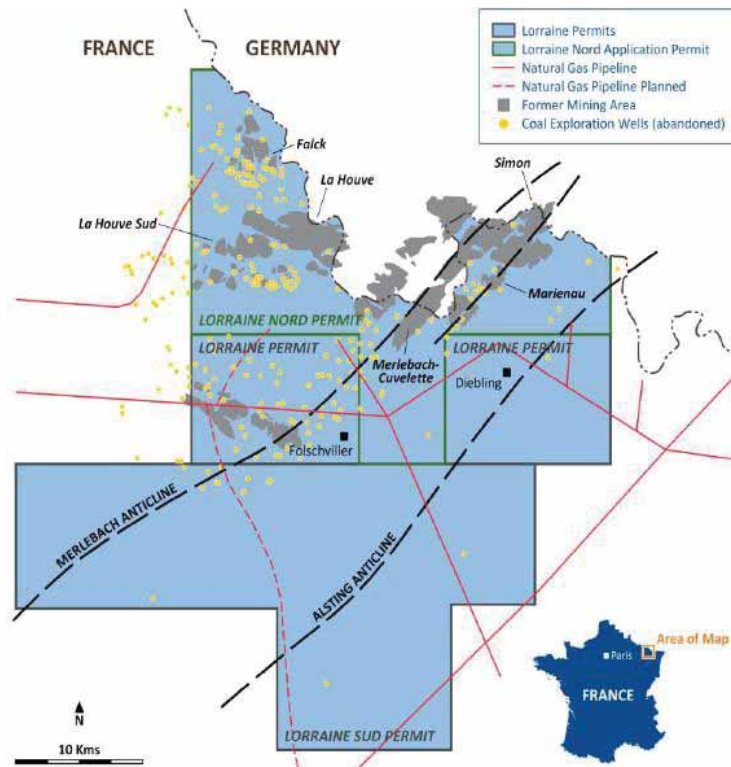 FRANCE
GERMANY
Lorraine Permits
Lorraine Nord Application Permit
Natural Gas Pipeline
Natural Gas Pipeline Planned
Former Mining Area
Coal Exploration Wells (abandoned)
Falck
Simon
La Houve
La Houve Sud
Marienau
LORRAINE NORD PERMIT
LORRAINE PERMIT
Merlebach-
Cuvelette
LORRAINE PERMIT
Diebling
Folschviller
MERLEBACH ANTICLINE
ALSTING ANTICLINE
Area of Map
Paris
FRANCE
N
10 Kms
LORRAINE SUD PERMIT